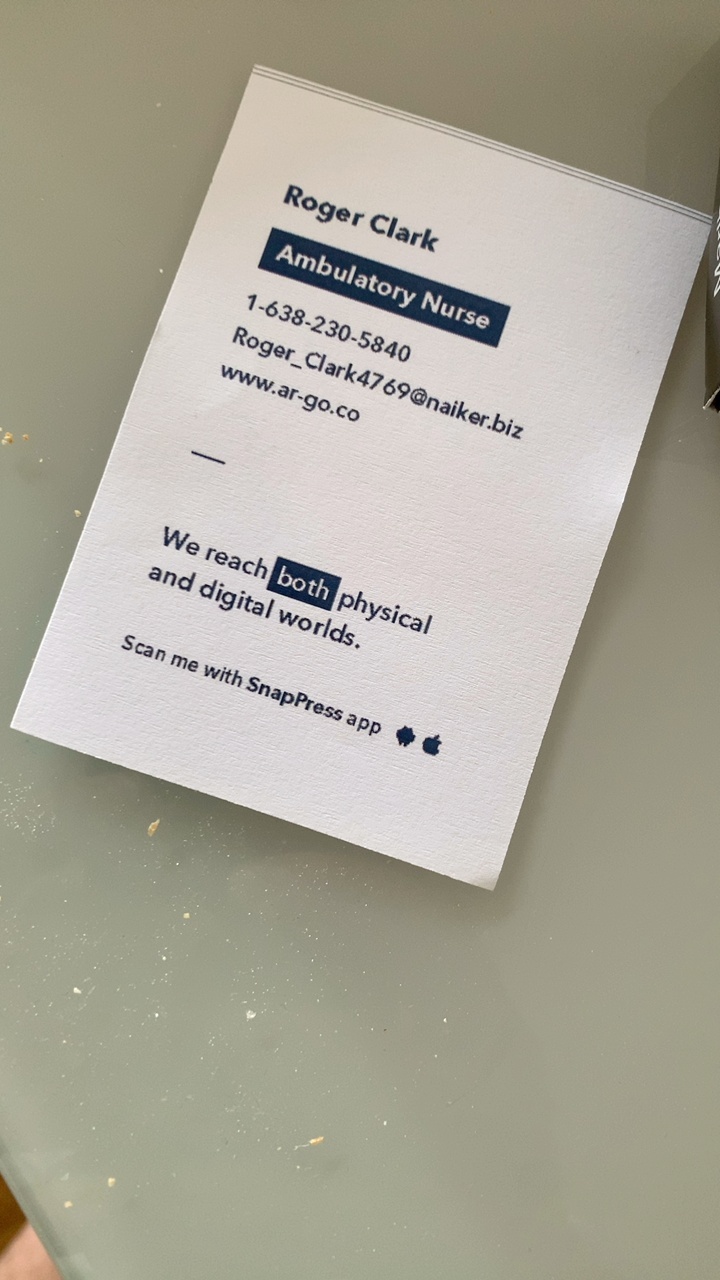 Roger Clark
Ambulatory Nurse
1-638-230-5840
Roger_Clark4769@naiker.biz
www.ar-go.co
We reach both physical
and digital worlds.
Scan me with SnapPress app